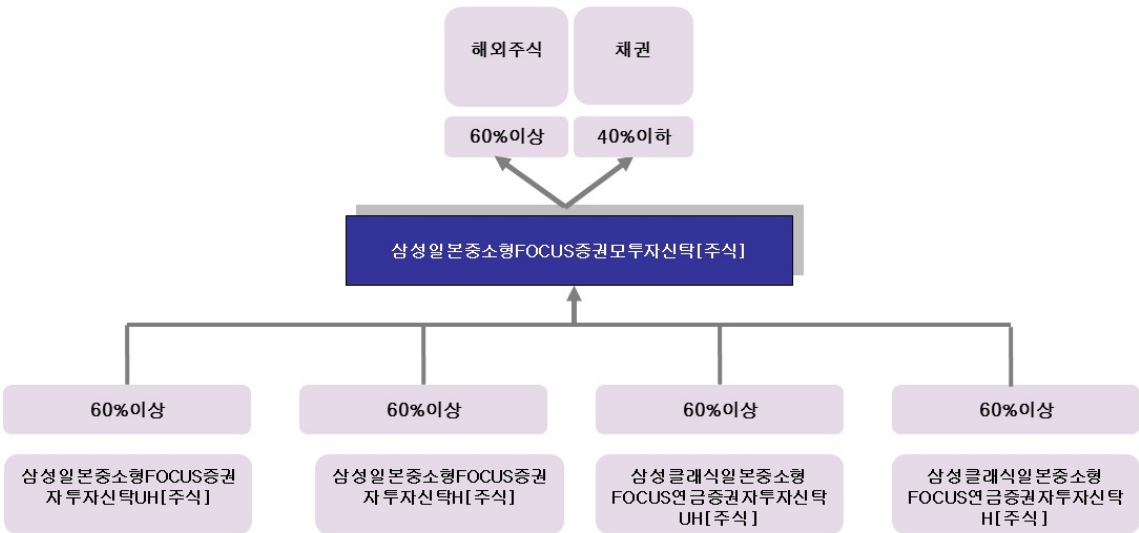 해외주식
채권
60%이상
40%이하
삼성일본중소형FOCUS증권모투자신탁[주식]
60%이상
60%이상
60%이상
60%이상
삼성일본중소형FOCUS증권
자투자신탁UH[주식]
삼성일본중소형FOCUS증권
자투자신탁H[주식]
삼성클래식일본중소형
FOCUS연금증권자투자신탁
UH[주식]
삼성클래식일본중소형
FOCUS연금증권자투자신탁
H[주식]